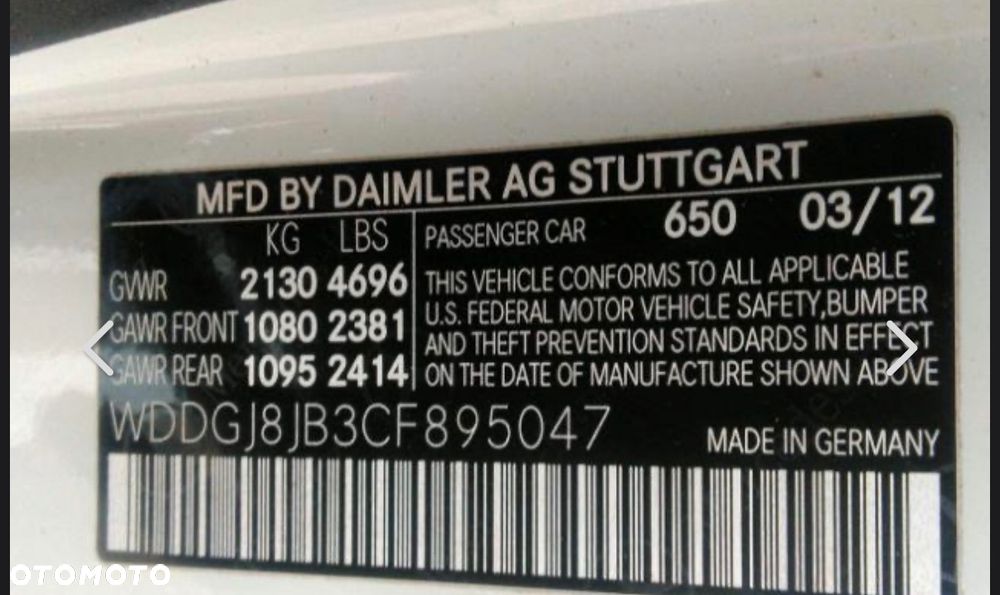 MFD BY DAIMLER AG STUTTGART
KG LBS
GVWR 2130 4696
GAWR FRONT 1080 2381
GAWR REAR 1095 2414
PASSENGER CAR 650 03/12
THIS VEHICLE CONFORMS TO ALL APPLICABLE
U.S. FEDERAL MOTOR VEHICLE SAFETY,BUMPER
AND THEFT PREVENTION STANDARDS IN EFFECT
ON THE DATE OF MANUFACTURE SHOWN ABOVE
WDDGJ8JB3CF895047
MADE IN GERMANY
OTOMOTO